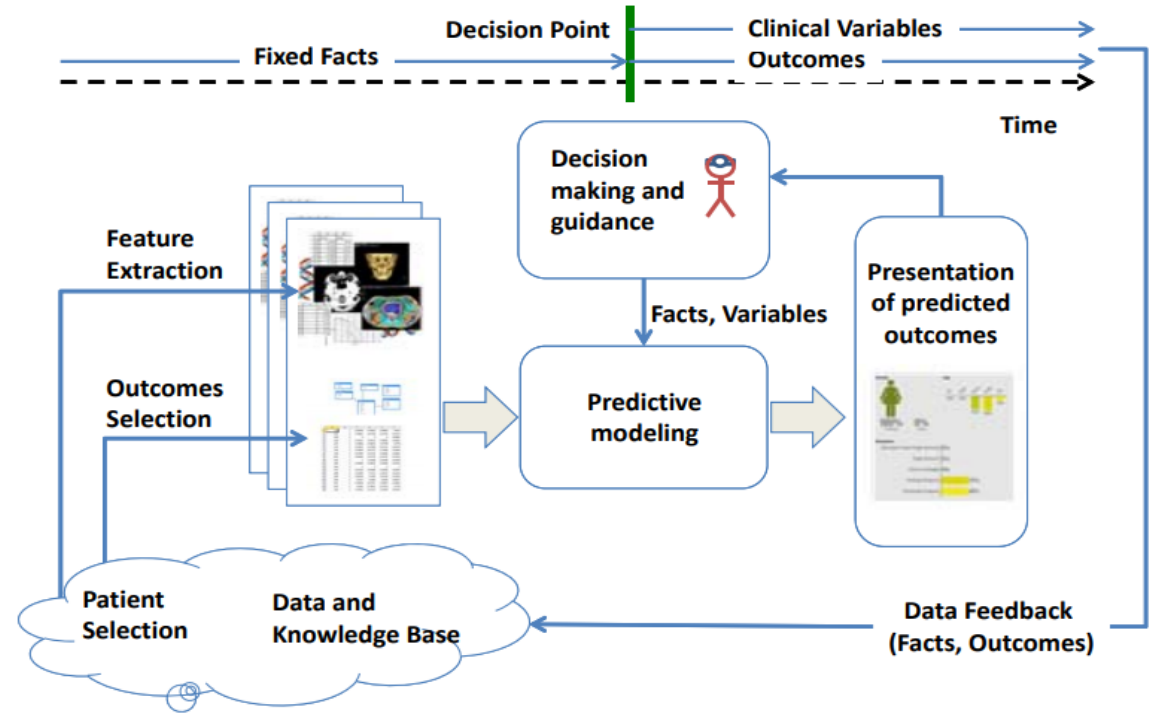 Decision Point
Clinical Variables
Fixed Facts
Outcomes
Time
Decision
making and
guidance
Feature
Extraction
Presentation
of predicted
outcomes
Facts, Variables
Outcomes
Selection
Predictive
modeling
Patient
Selection
Data and
Knowledge Base
Data Feedback
(Facts, Outcomes)